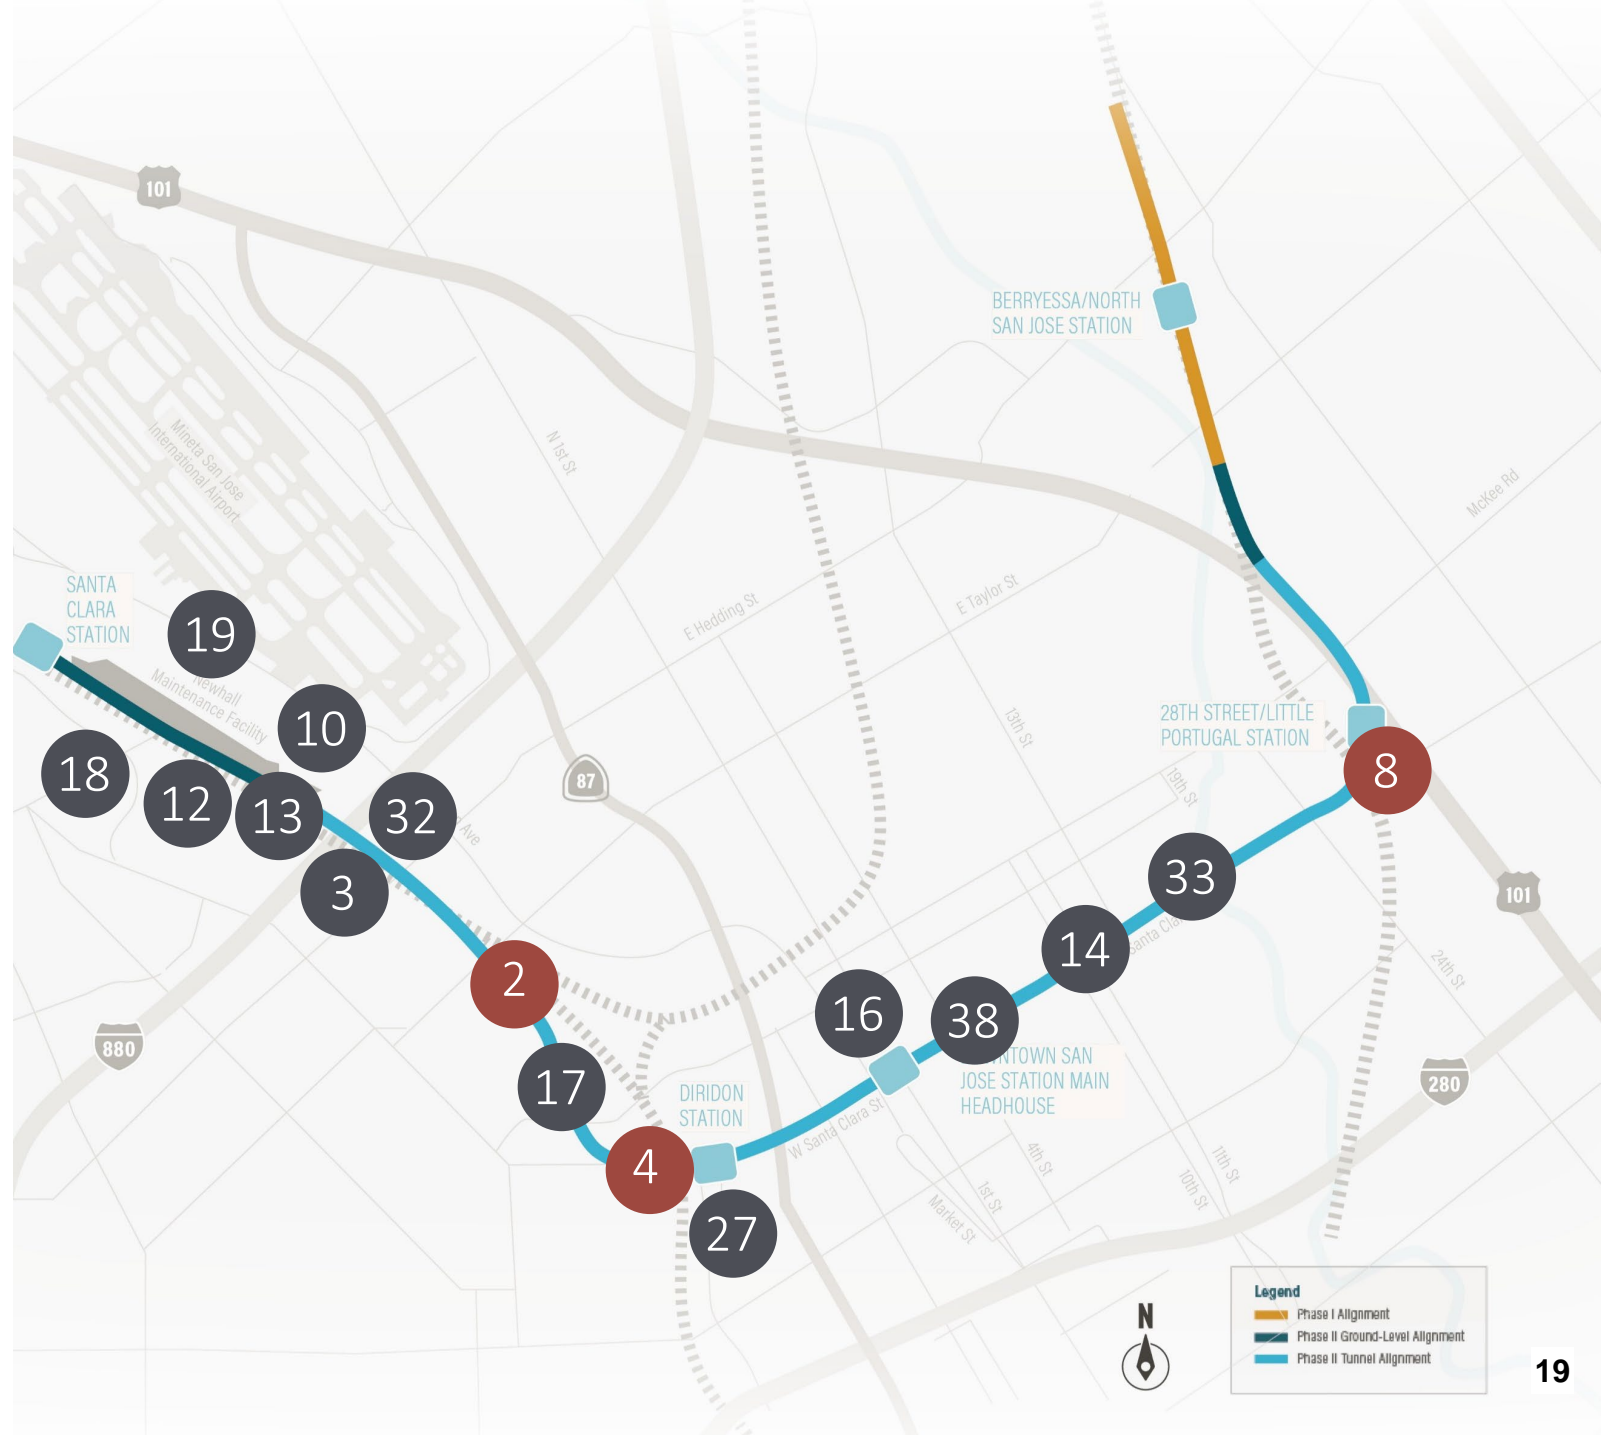 101
BERRYESSA/NORTH
SAN JOSE STATION
Mineta San Jose
International Airport
N 1st St
McKee Rd
SANTA
CLARA
STATION
19
E Hedding St
E Taylor St
Newhall
Maintenance Facility
10
28TH STREET/LITTLE
PORTUGAL STATION
13th St
19th St
87
8
18
12
13
32
Ave
3
33
101
14
Santa Cla
24th St
2
16
38
880
DOWNTOWN SAN
JOSE STATION MAIN
HEADHOUSE
17
DIRIDON
STATION
280
W Santa Clara St
4
27
4th St
1st St
Market St
11th St
10th St
N
Legend
Phase I Alignment
Phase II Ground-Level Alignment
Phase II Tunnel Alignment
19